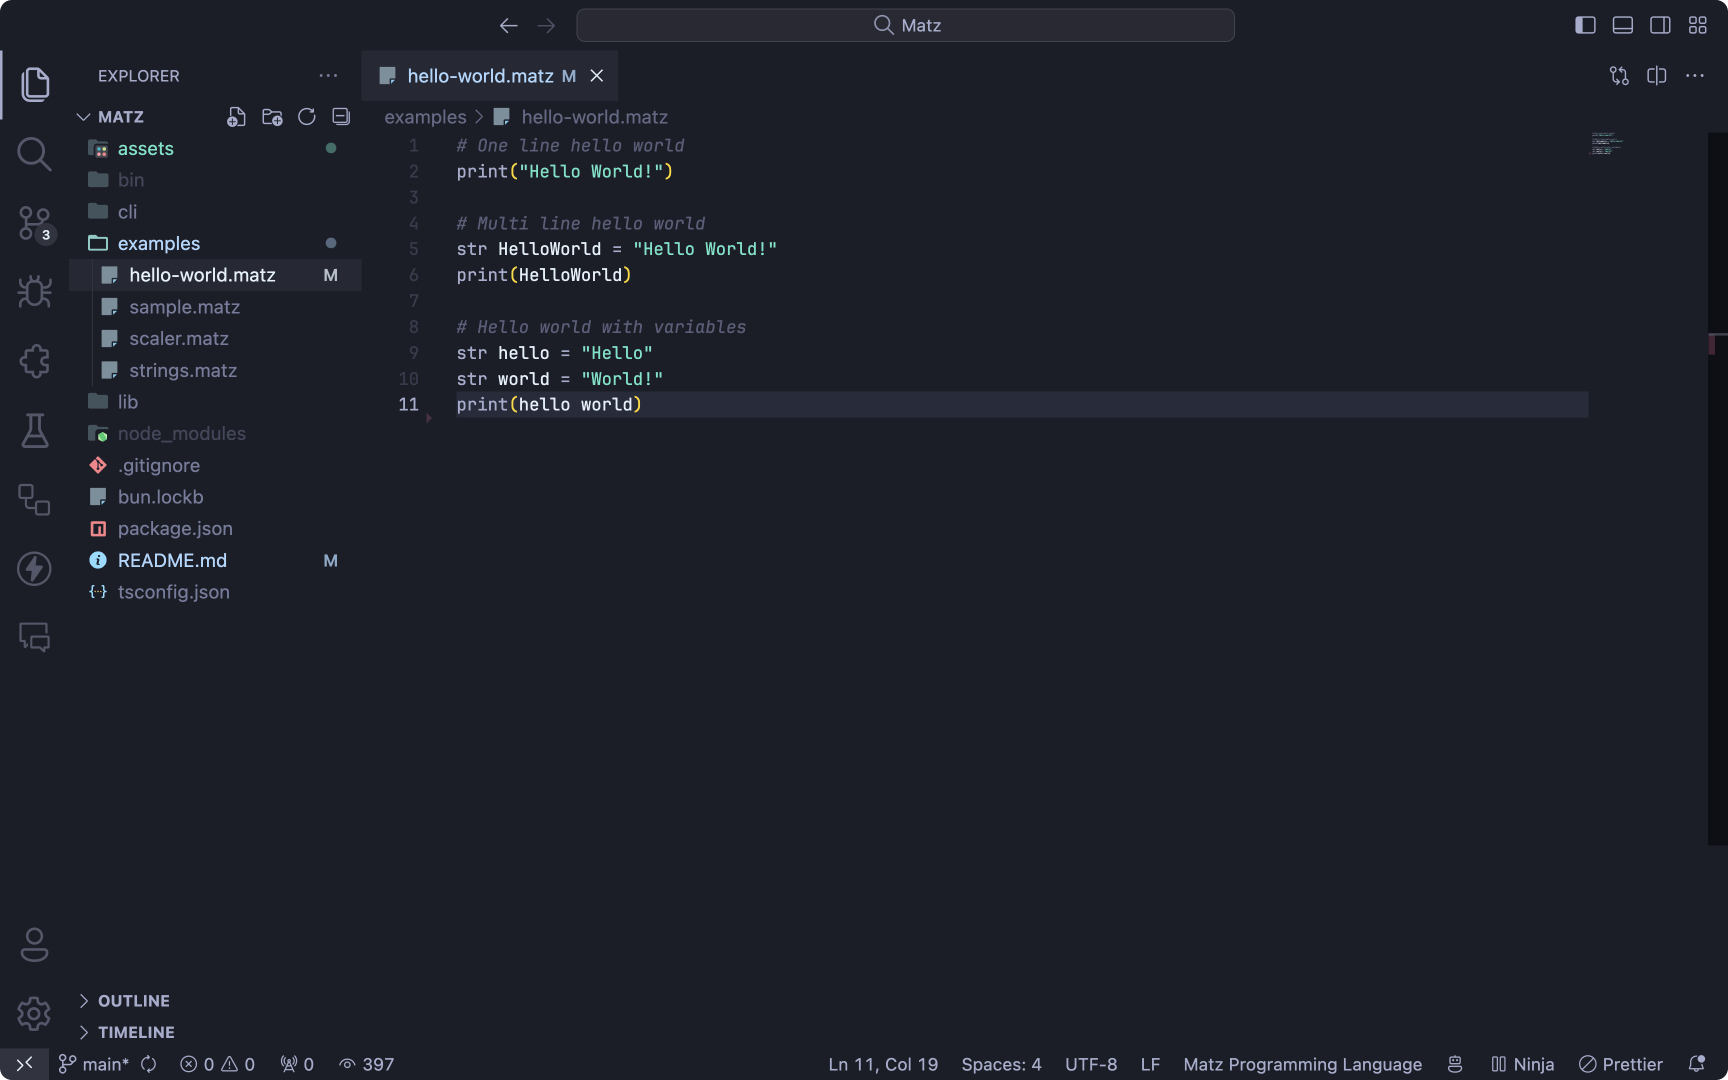 Matz
EXPLORER
MATZ
assets
bin
cli
examples
hello-world.matz M
sample.matz
scaler.matz
strings.matz
lib
node_modules
.gitignore
bun.lockb
package.json
README.md M
tsconfig.json
OUTLINE
TIMELINE
3
hello-world.matz M
examples > hello-world.matz
1 # One line hello world
2 print("Hello World!")
3
4 # Multi line hello world
5 str HelloWorld = "Hello World!"
6 print(HelloWorld)
7
8 # Hello world with variables
9 str hello = "Hello"
10 str world = "World!"
11 print(hello world)
main* 0 0 0 397 Ln 11, Col 19 Spaces: 4 UTF-8 LF Matz Programming Language Ninja Prettier